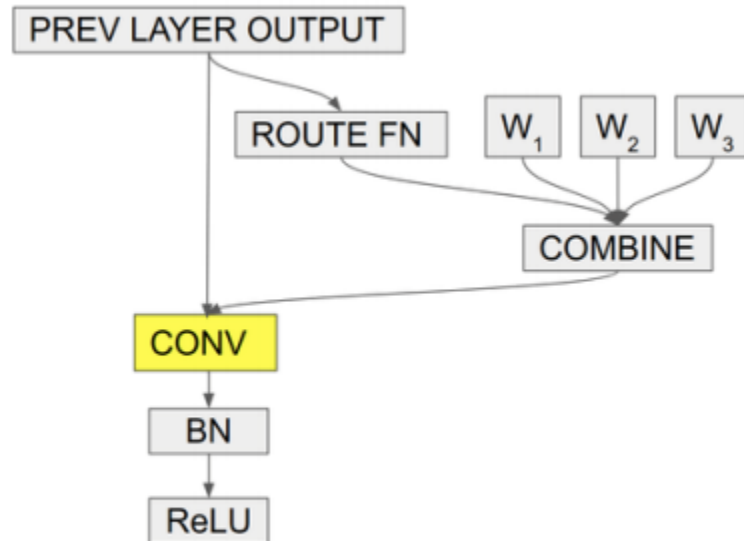 PREV LAYER OUTPUT
ROUTE FN
W₁
W₂
W₃
COMBINE
CONV
BN
ReLU